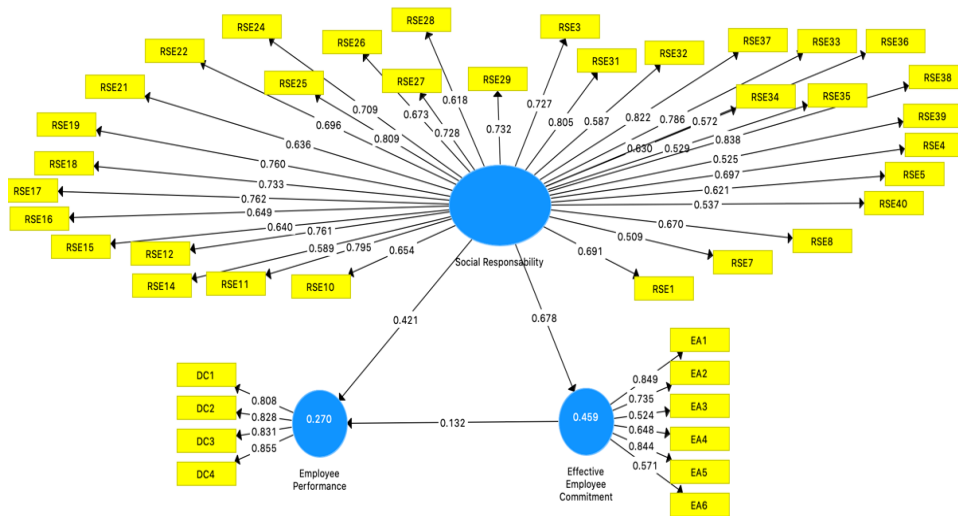 RSE24
RSE28
RSE3
RSE22
RSE26
RSE37
RSE33
RSE36
RSE32
RSE31
RSE21
RSE25
RSE27
RSE29
RSE38
RSE34
RSE35
0.618
0.727
0.709
0.673
0.805
0.587
0.822
0.786
0.572
RSE39
RSE19
0.696
0.809
0.728
0.732
0.838
0.636
0.630
0.529
RSE4
0.525
RSE18
0.760
0.697
RSE5
0.733
0.621
RSE17
0.762
0.537
RSE40
RSE16
0.649
0.640
0.761
0.670
RSE15
RSE12
0.589
0.795
0.654
0.509
RSE8
0.691
RSE7
Social Responsability
RSE14
RSE11
RSE10
RSE1
0.421
0.678
EA1
DC1
0.849
EA2
0.808
0.735
DC2
0.828
0.270
0.132
0.459
0.524
EA3
DC3
0.831
0.648
EA4
0.855
0.844
DC4
0.571
EA5
Employee
Performance
Effective
Employee
Commitment
EA6